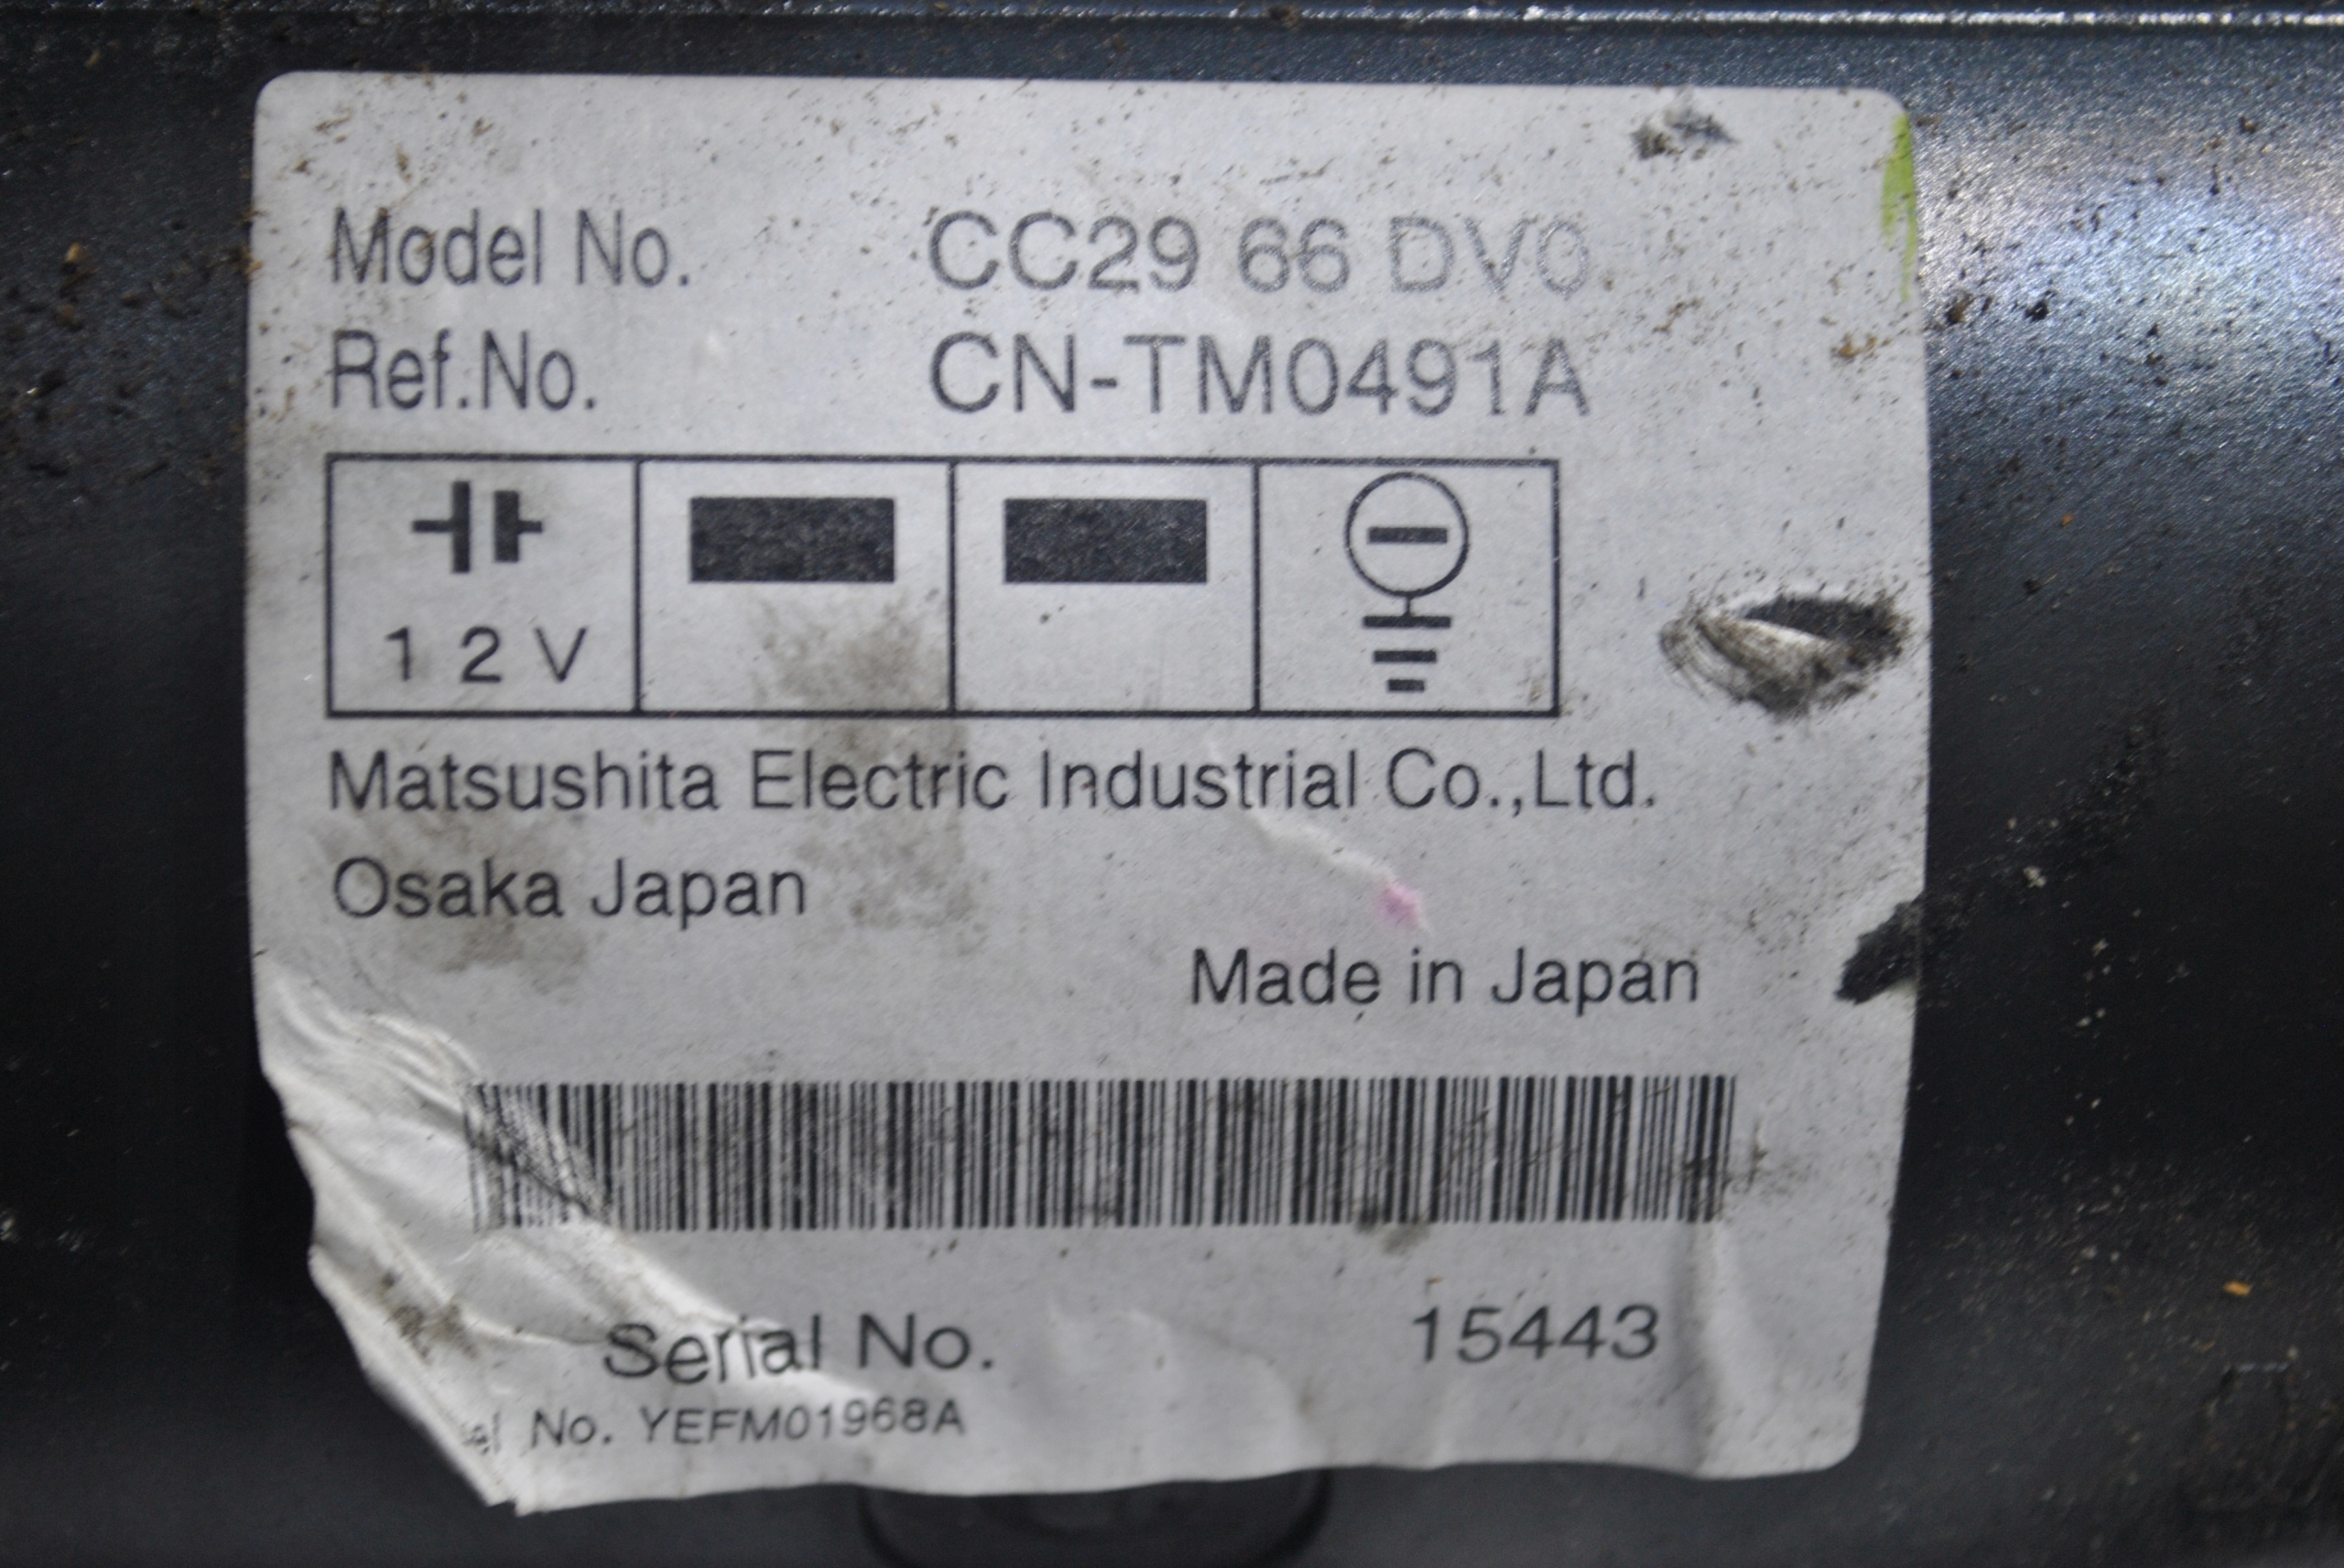 Model No. CC29 66 DV0
Ref.No. CN-TM0491A
12V
Matsushita Electric Industrial Co.,Ltd.
Osaka Japan
Made in Japan
Serial No. 15443
No. YEFM01968A